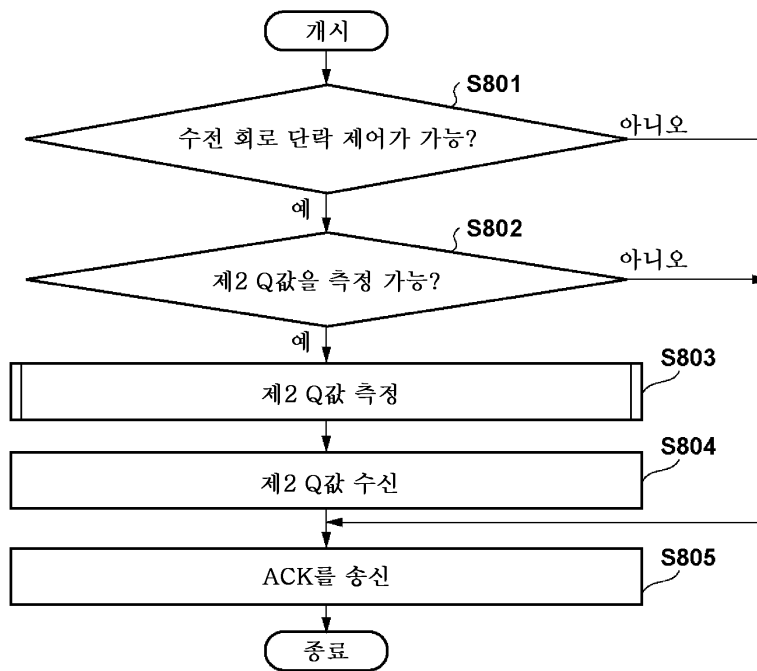 개시
S801
수전 회로 단락 제어가 가능?
아니오
예
S802
제2 Q값을 측정 가능?
아니오
예
S803
제2 Q값 측정
S804
제2 Q값 수신
S805
ACK를 송신
종료